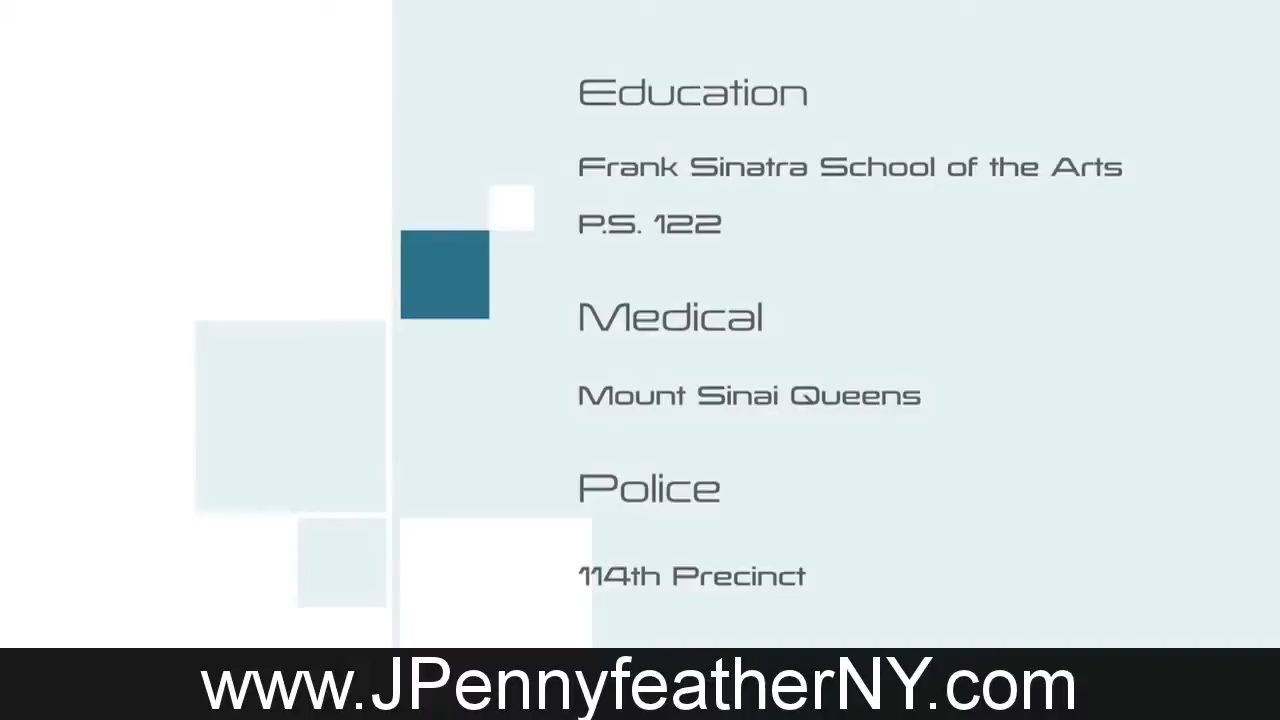 Education
Frank Sinatra School of the Arts
P.S. 122
Medical
Mount Sinai Queens
Police
114th Precinct
www.JPennyfeatherNY.com